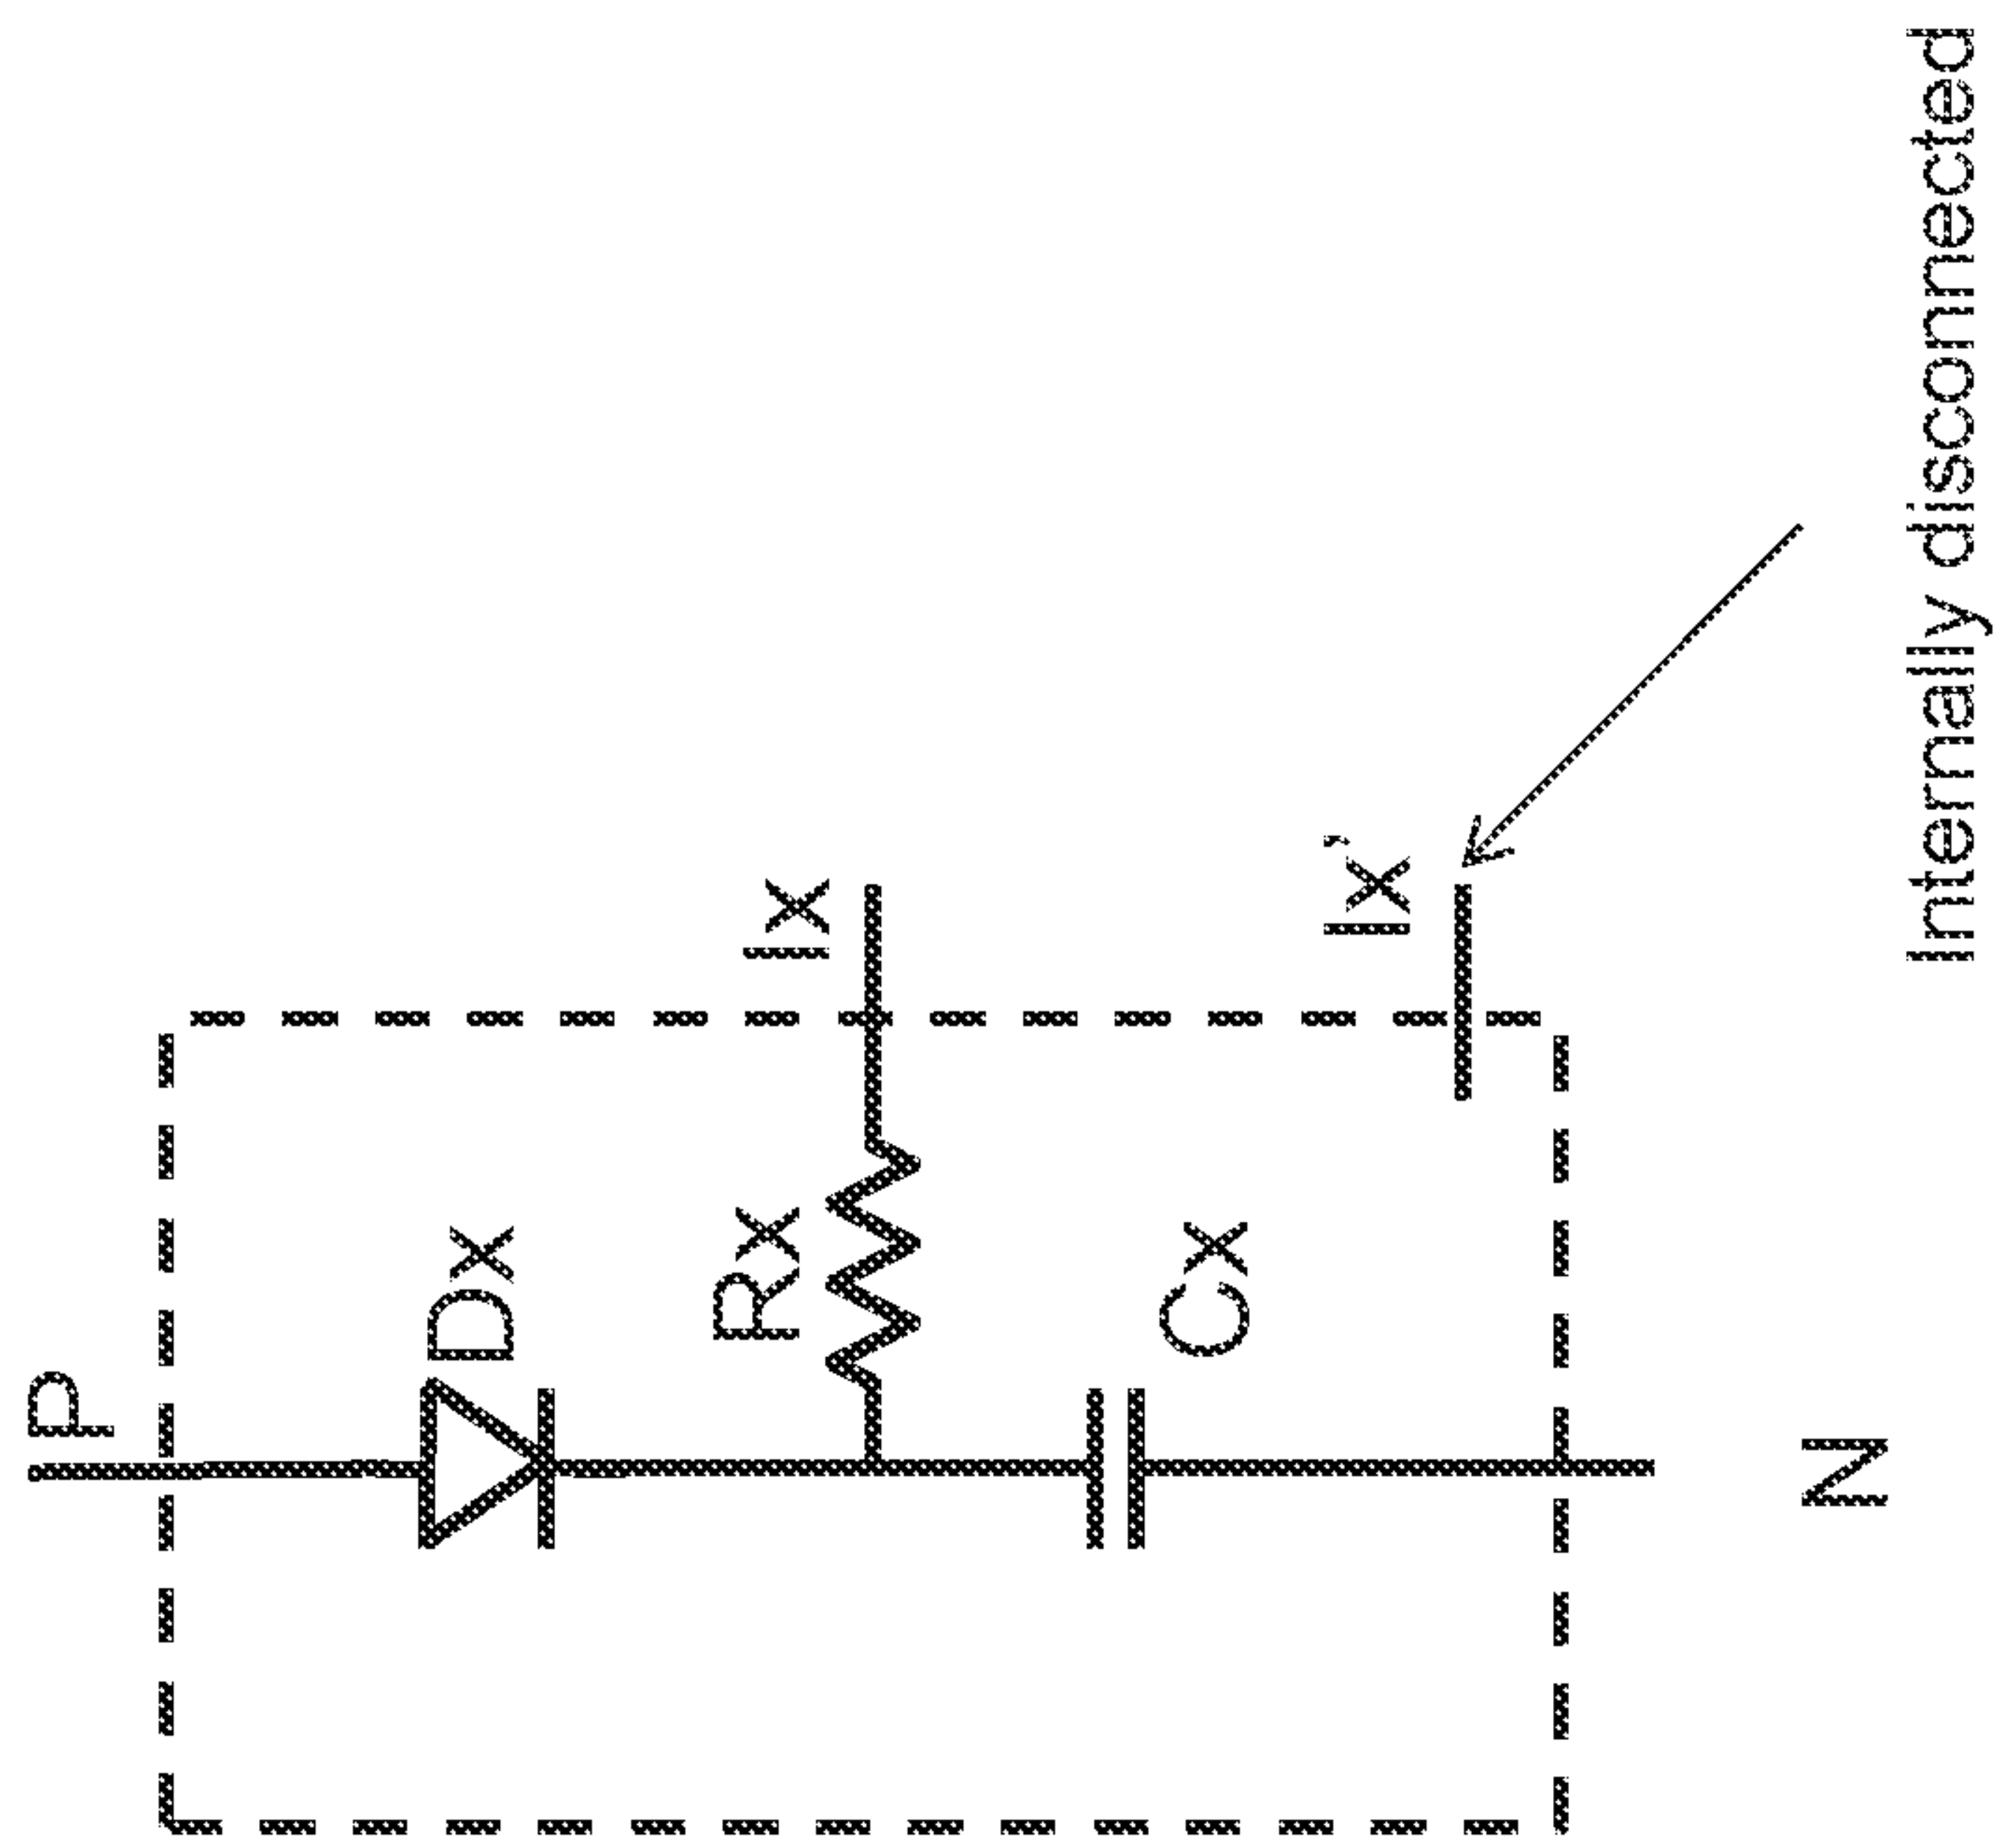 P
Dx
Rx
Ix
Cx
Ix’
N
Internally disconnected